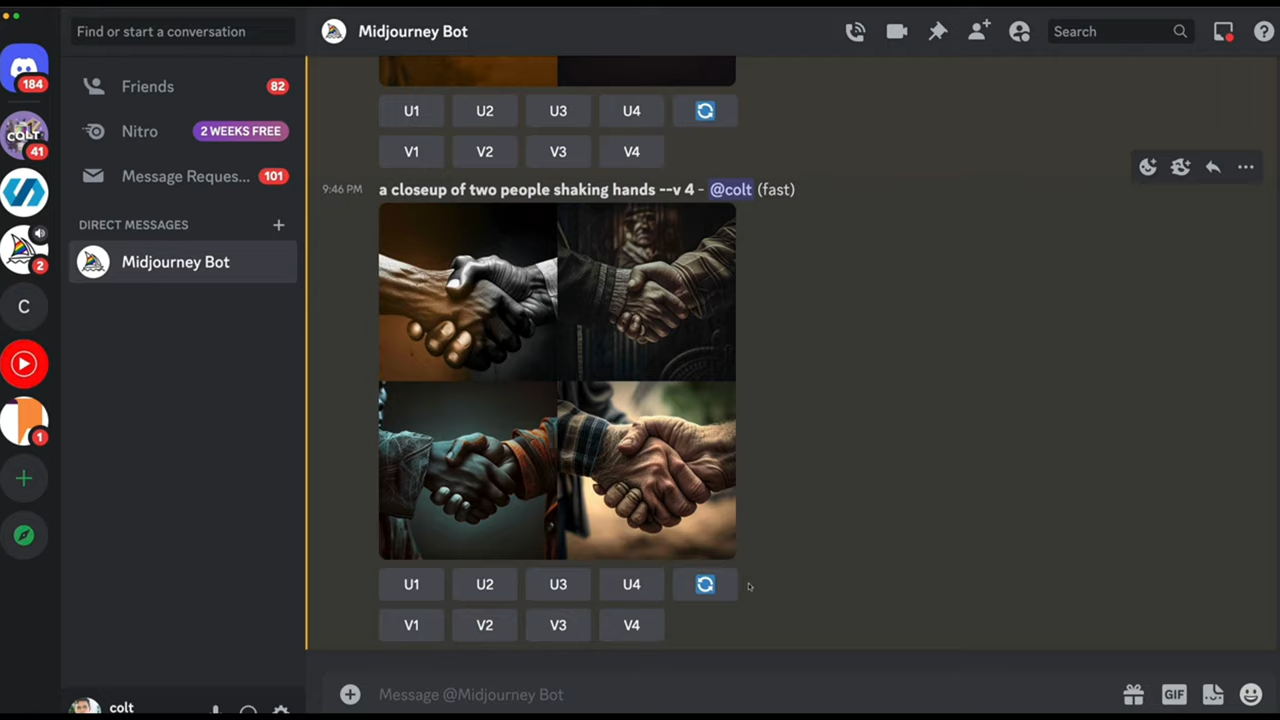 Find or start a conversation
Midjourney Bot
Search
184
Friends 82
COLT
41
Nitro 2 WEEKS FREE
Message Reques... 101
DIRECT MESSAGES
Midjourney Bot
2
C
1
colt
U1 U2 U3 U4
V1 V2 V3 V4
9:46 PM a closeup of two people shaking hands --v 4 - @colt (fast)
U1 U2 U3 U4
V1 V2 V3 V4
Message @Midjourney Bot
GIF